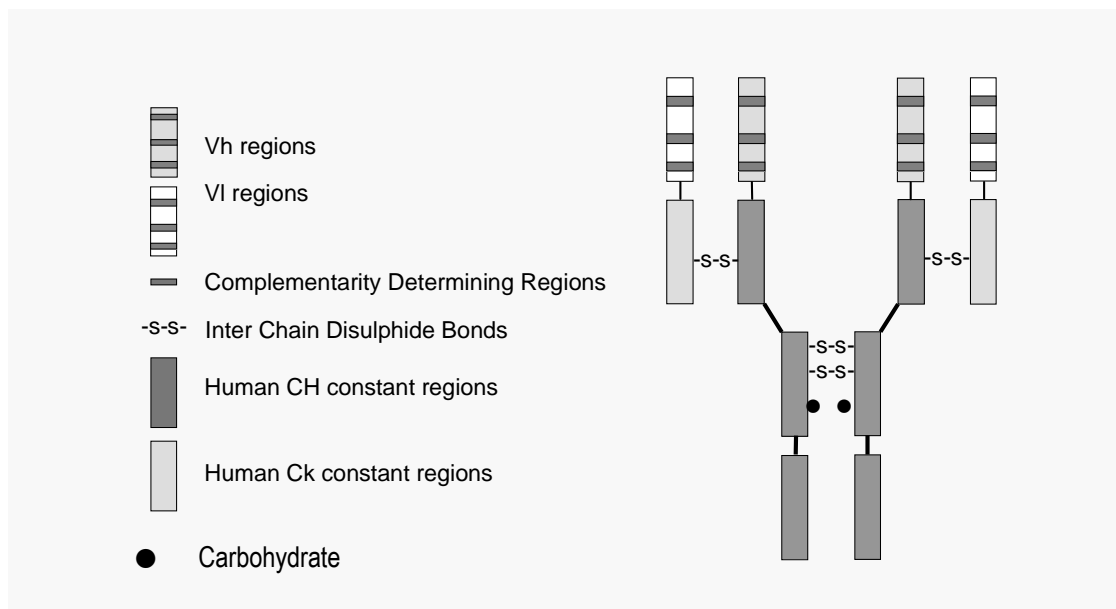 Vh regions
Vl regions
Complementarity Determining Regions
-S-S- Inter Chain Disulphide Bonds
Human CH constant regions
Human Ck constant regions
Carbohydrate
-S-S-
-S-S-
-S-S-
-S-S-